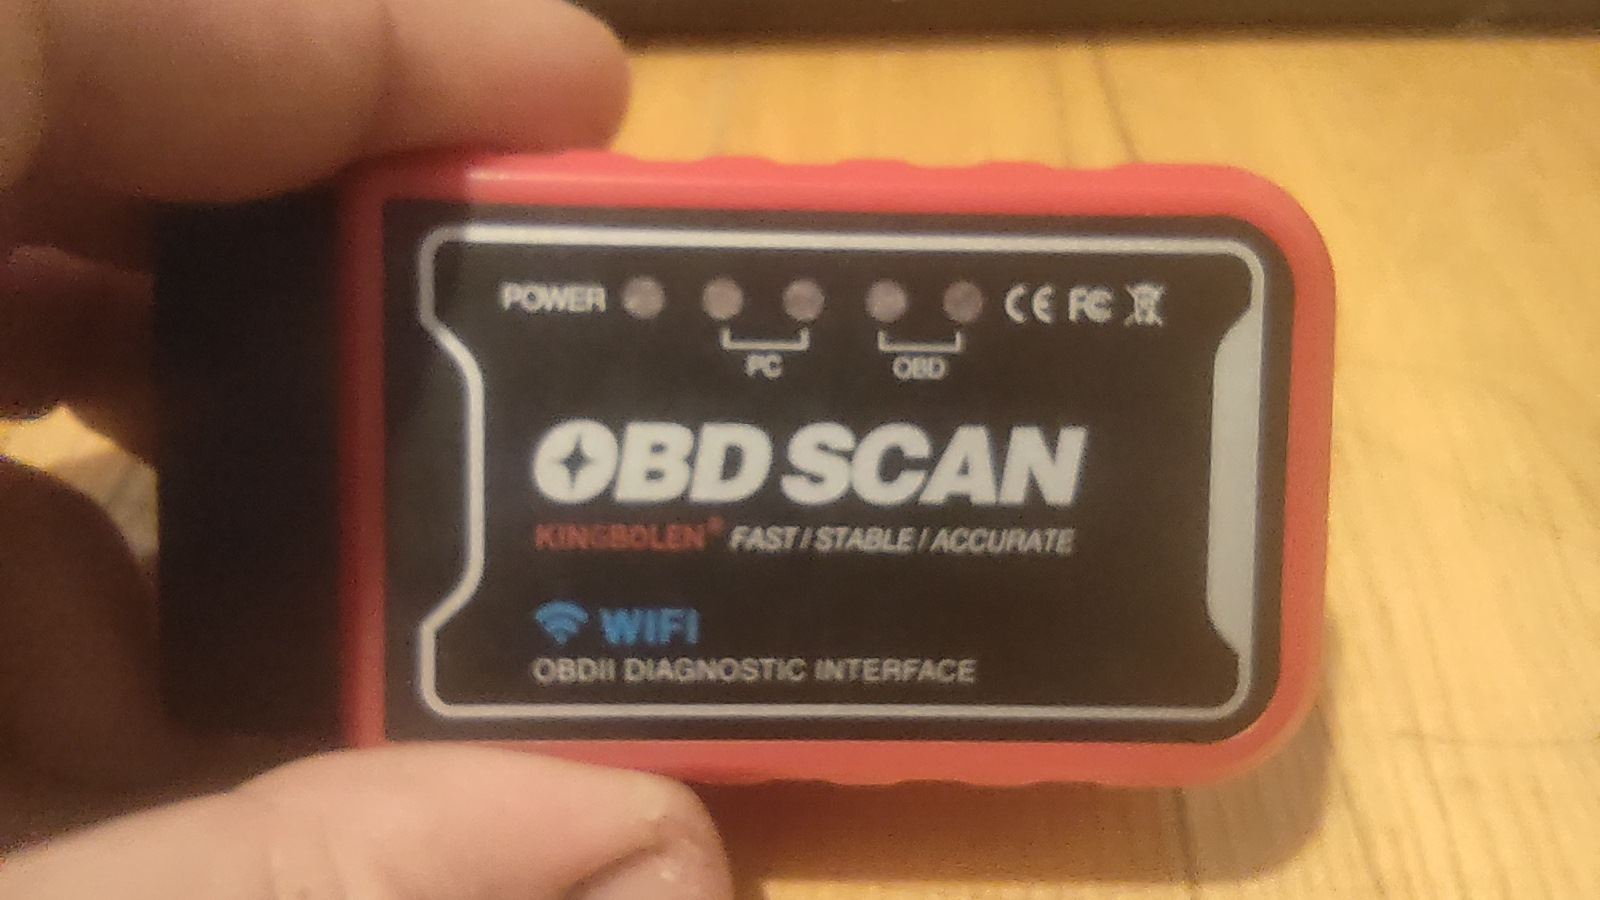 POWER CE FC
PC OBD
OBD SCAN
KINGBOLEN® FAST / STABLE / ACCURATE
WIFI
OBDII DIAGNOSTIC INTERFACE